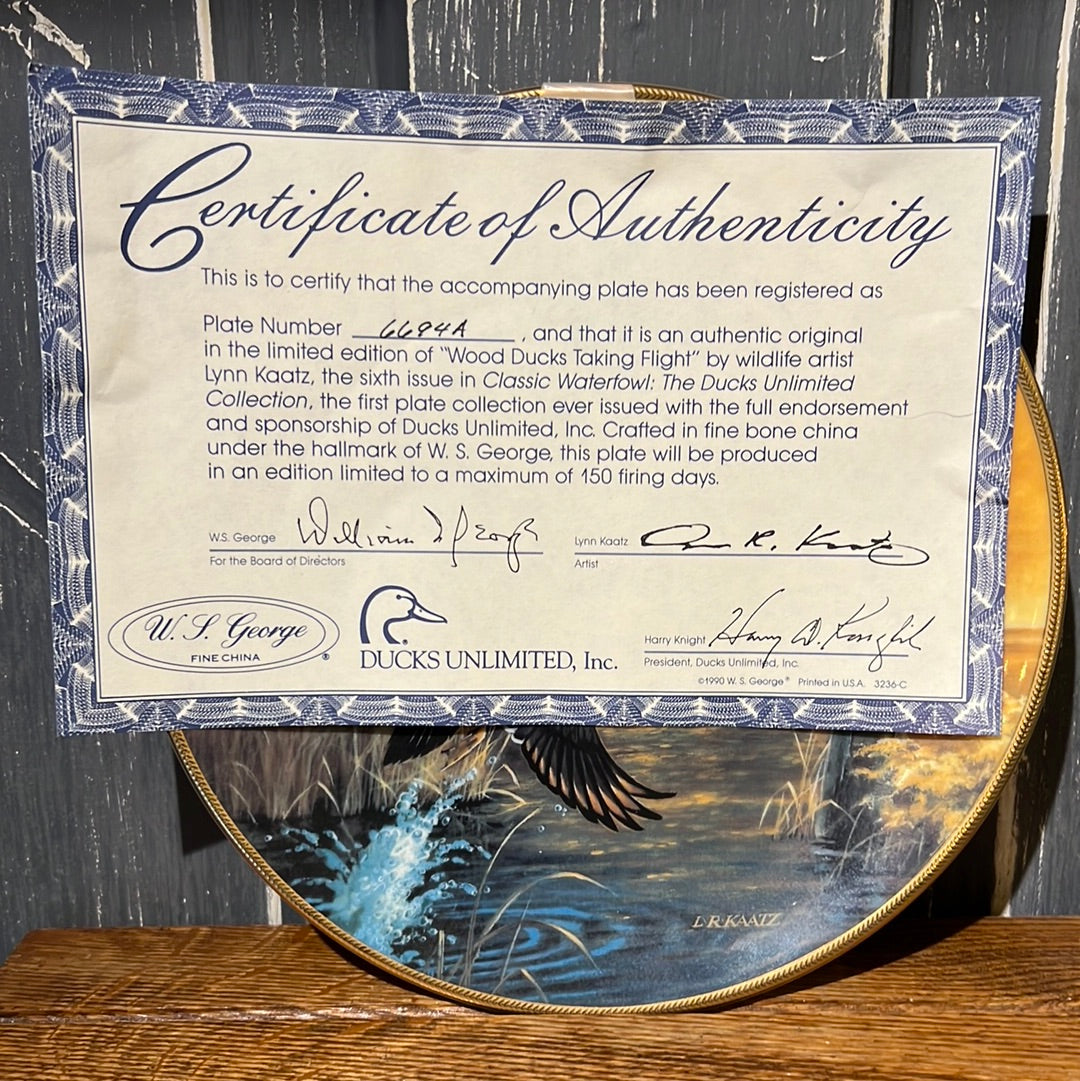 Certificate of Authenticity
This is to certify that the accompanying plate has been registered as
Plate Number 6694A , and that it is an authentic original
in the limited edition of "Wood Ducks Taking Flight" by wildlife artist
Lynn Kaatz, the sixth issue in Classic Waterfowl: The Ducks Unlimited
Collection, the first plate collection ever issued with the full endorsement
and sponsorship of Ducks Unlimited, Inc. Crafted in fine bone china
under the hallmark of W. S. George, this plate will be produced
in an edition limited to a maximum of 150 firing days.
W.S. George William S George
For the Board of Directors
Lynn Kaatz R. Kaatz
Artist
W. S. George
FINE CHINA ®
DUCKS UNLIMITED, Inc.
Harry Knight Harry D. Knight
President, Ducks Unlimited, Inc.
©1990 W. S. George® Printed in U.S.A. 3236-C
L·R·KAATZ